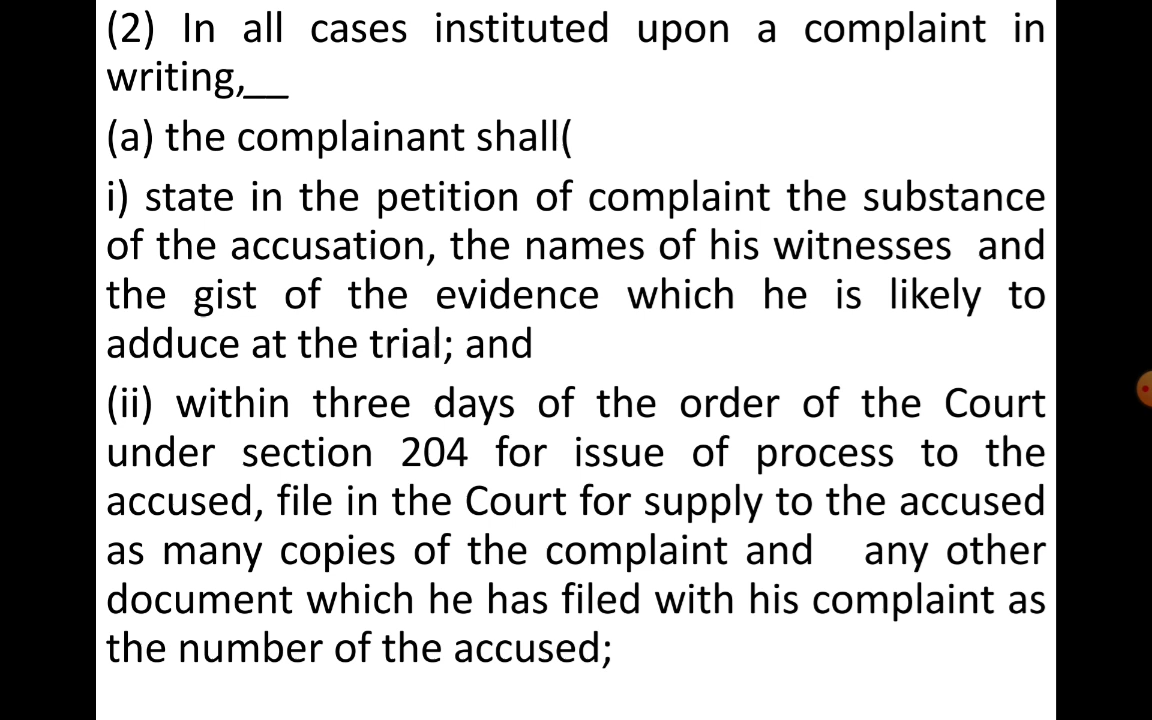 (2) In all cases instituted upon a complaint in
writing,__
(a) the complainant shall(
i) state in the petition of complaint the substance
of the accusation, the names of his witnesses and
the gist of the evidence which he is likely to
adduce at the trial; and
(ii) within three days of the order of the Court
under section 204 for issue of process to the
accused, file in the Court for supply to the accused
as many copies of the complaint and any other
document which he has filed with his complaint as
the number of the accused;